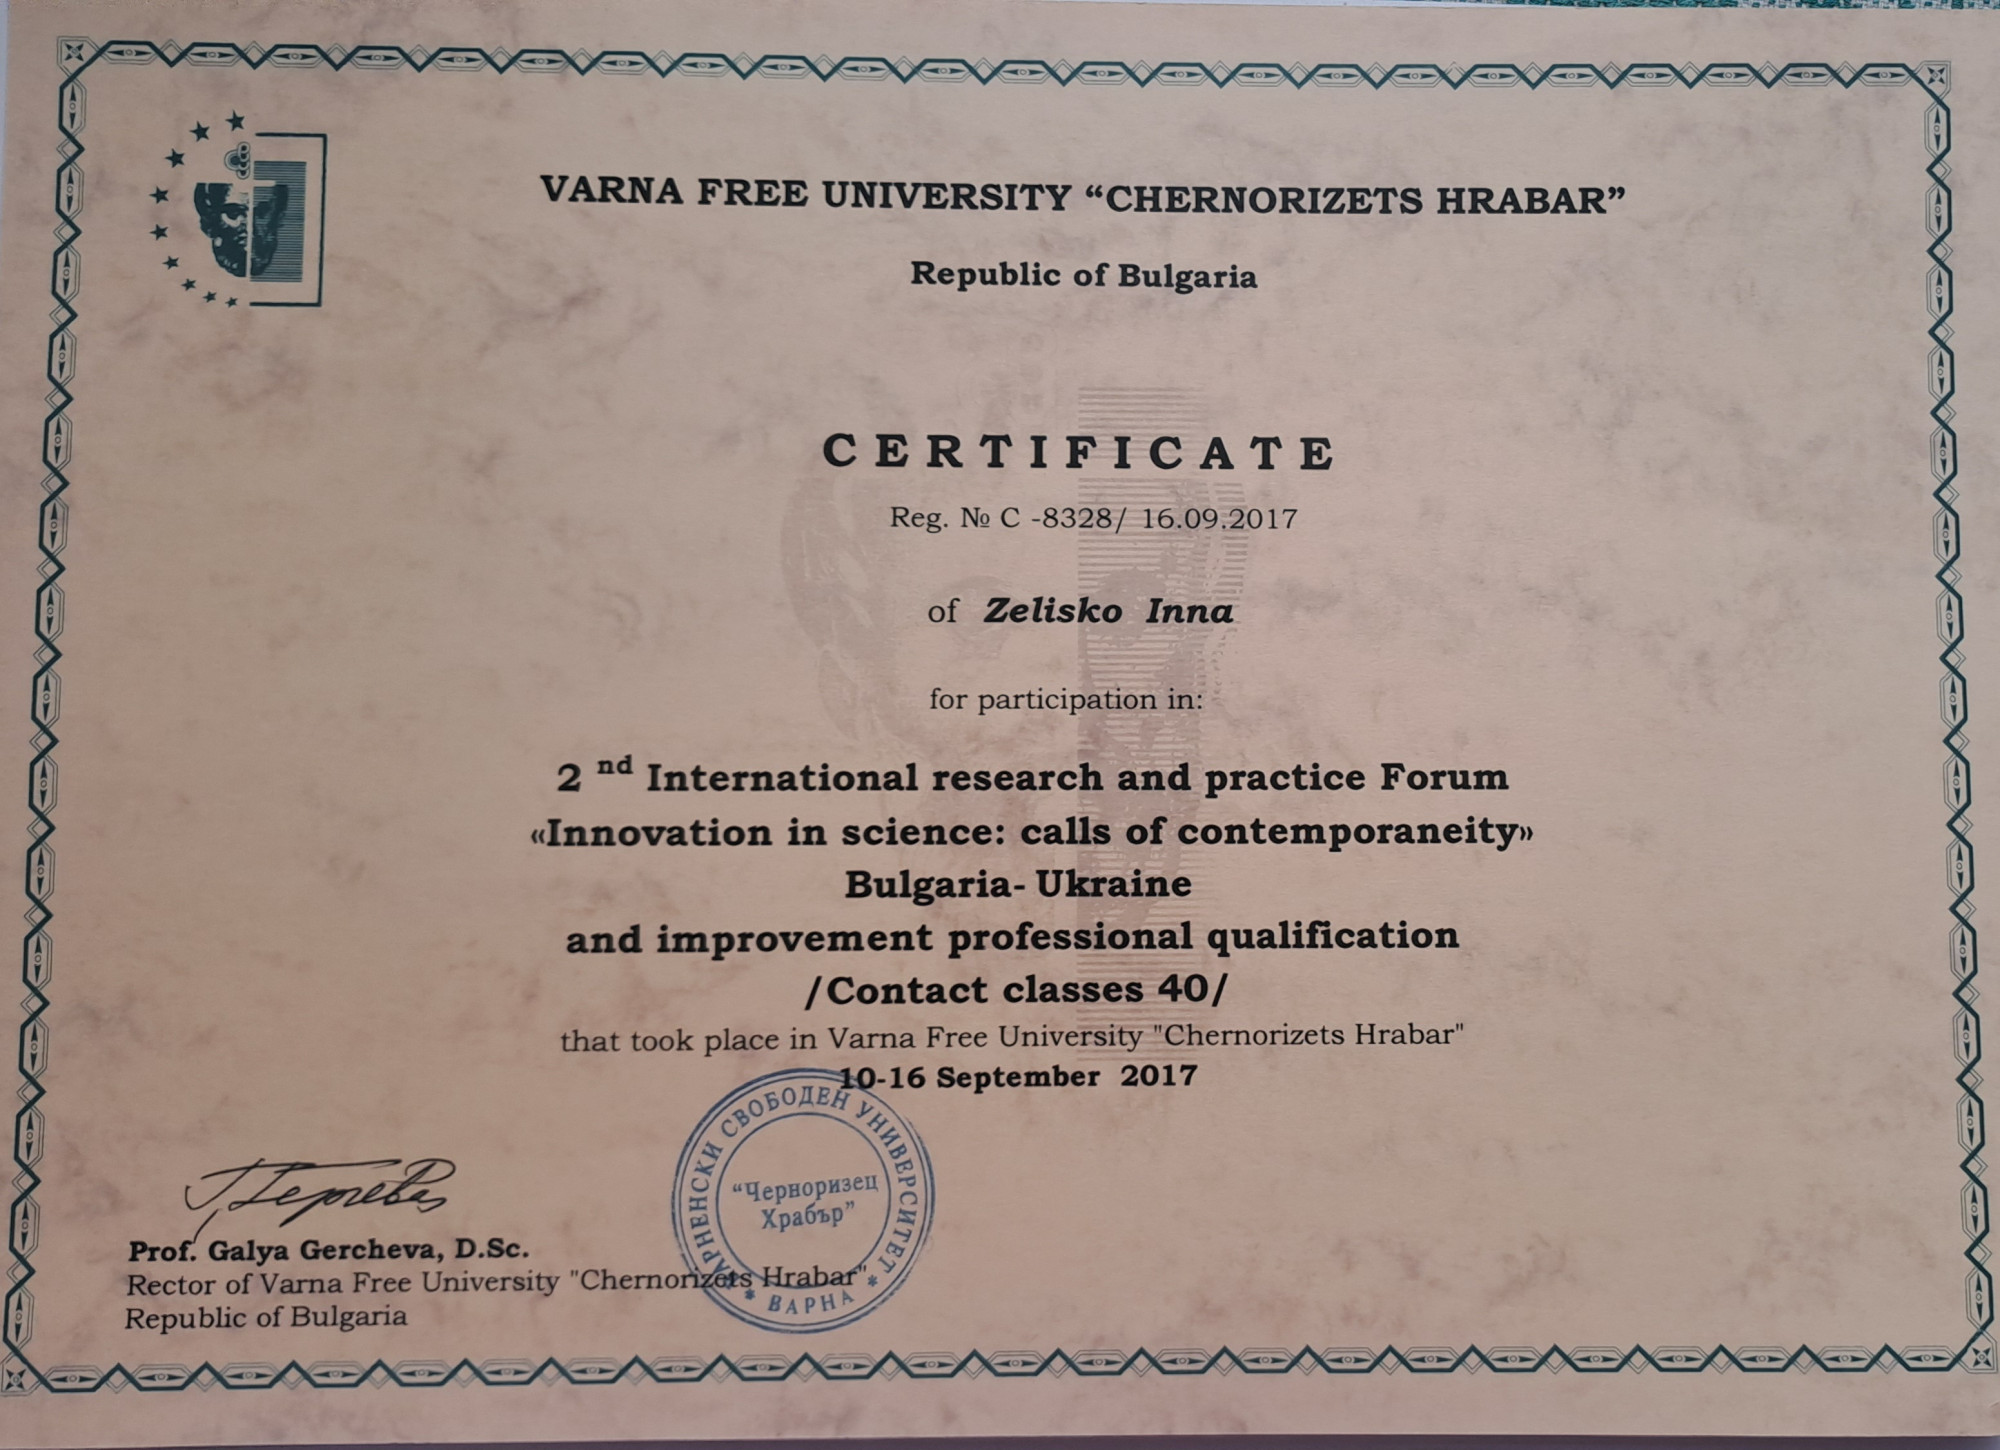 VARNA FREE UNIVERSITY “CHERNORIZETS HRABAR”
Republic of Bulgaria
CERTIFICATE
Reg. № C -8328/ 16.09.2017
of Zelisko Inna
for participation in:
2 nd International research and practice Forum
«Innovation in science: calls of contemporaneity»
Bulgaria- Ukraine
and improvement professional qualification
/Contact classes 40/
that took place in Varna Free University "Chernorizets Hrabar"
10-16 September 2017
ВАРНЕНСКИ СВОБОДЕН УНИВЕРСИТЕТ
“Черноризец
Храбър”
* ВАРНА *
Prof. Galya Gercheva, D.Sc.
Rector of Varna Free University "Chernorizets Hrabar",
Republic of Bulgaria